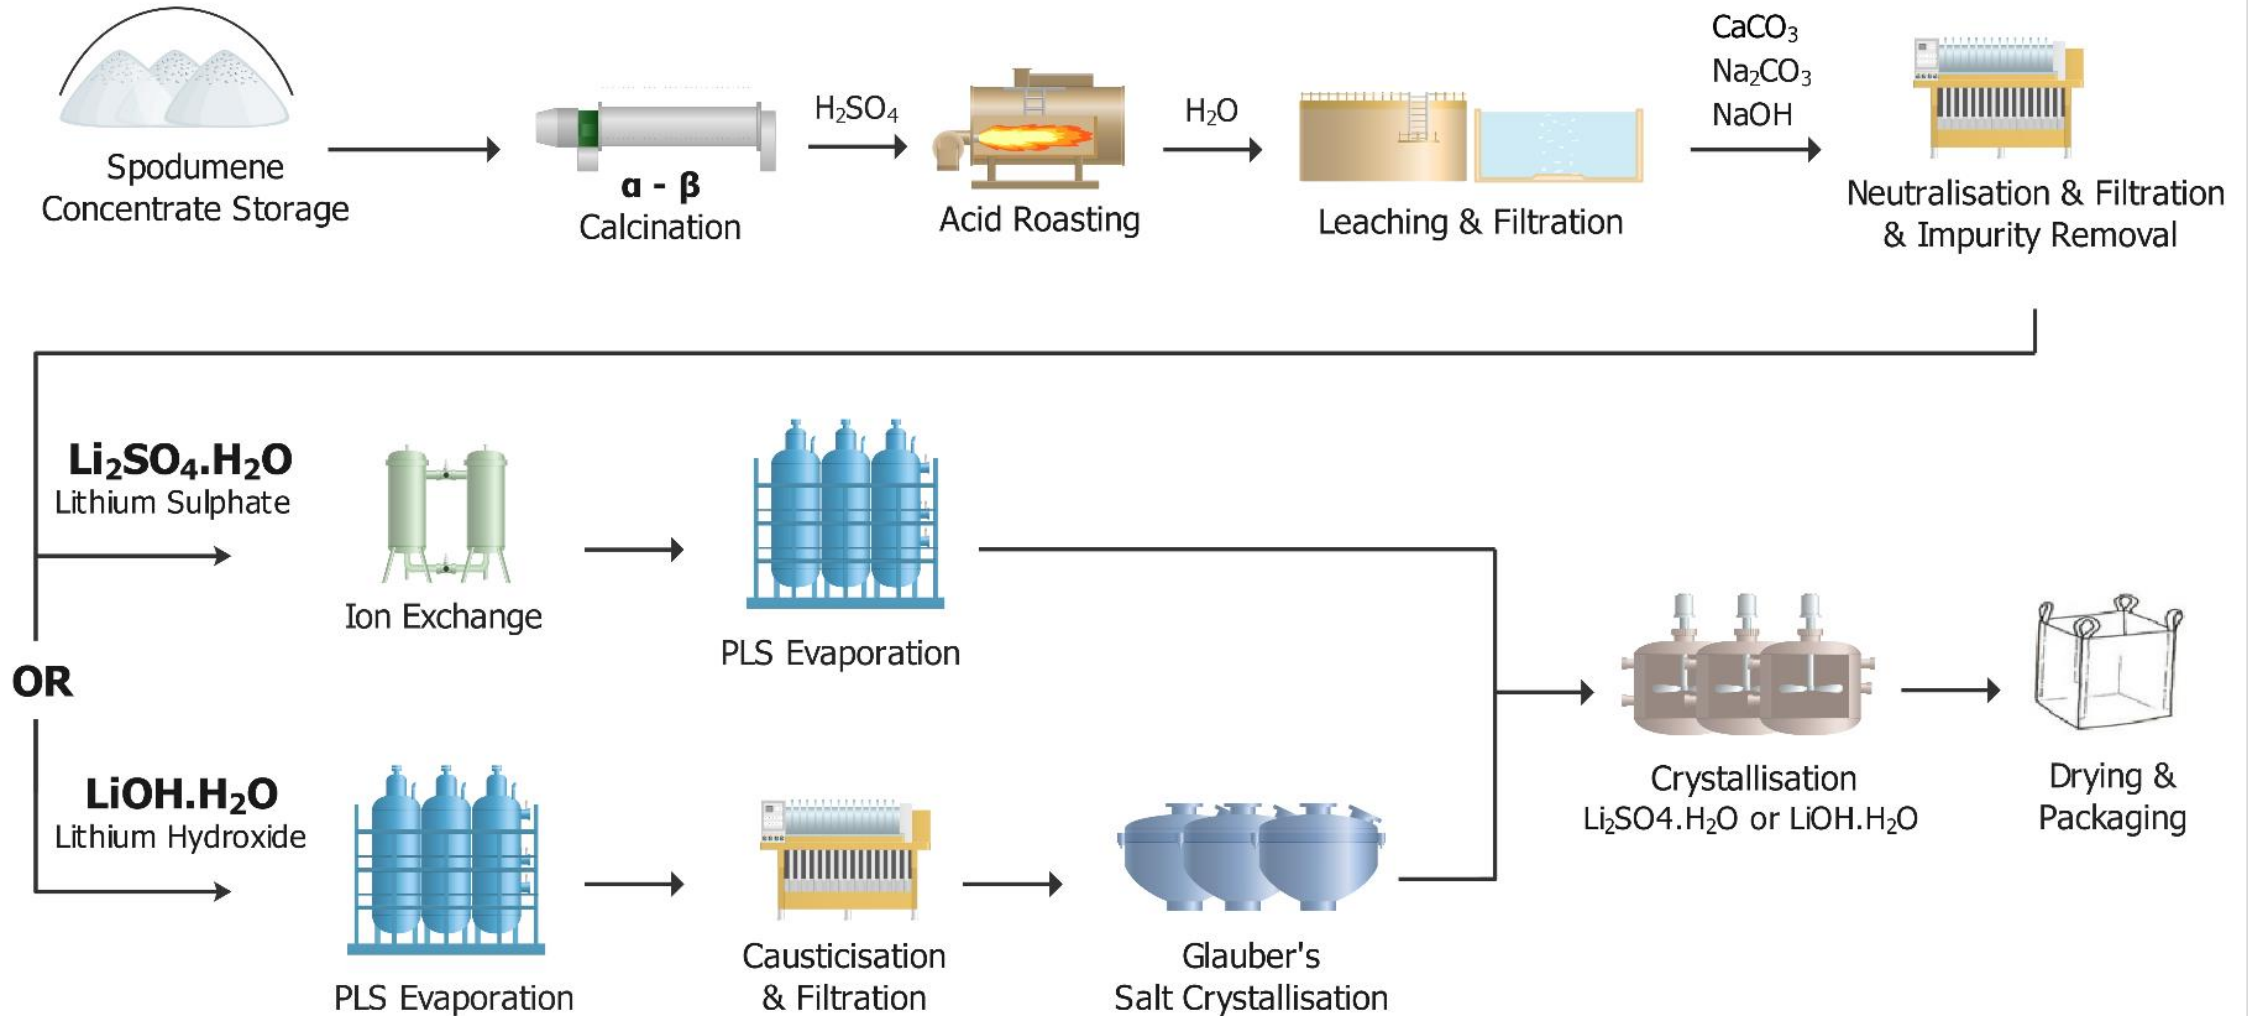 Spodumene
Concentrate Storage
α - β
Calcination
H₂SO₄
Acid Roasting
H₂O
Leaching & Filtration
CaCO₃
Na₂CO₃
NaOH
Neutralisation & Filtration
& Impurity Removal
Li₂SO₄.H₂O
Lithium Sulphate
Ion Exchange
PLS Evaporation
OR
LiOH.H₂O
Lithium Hydroxide
PLS Evaporation
Causticisation
& Filtration
Glauber's
Salt Crystallisation
Crystallisation
Li₂SO4.H₂O or LiOH.H₂O
Drying &
Packaging